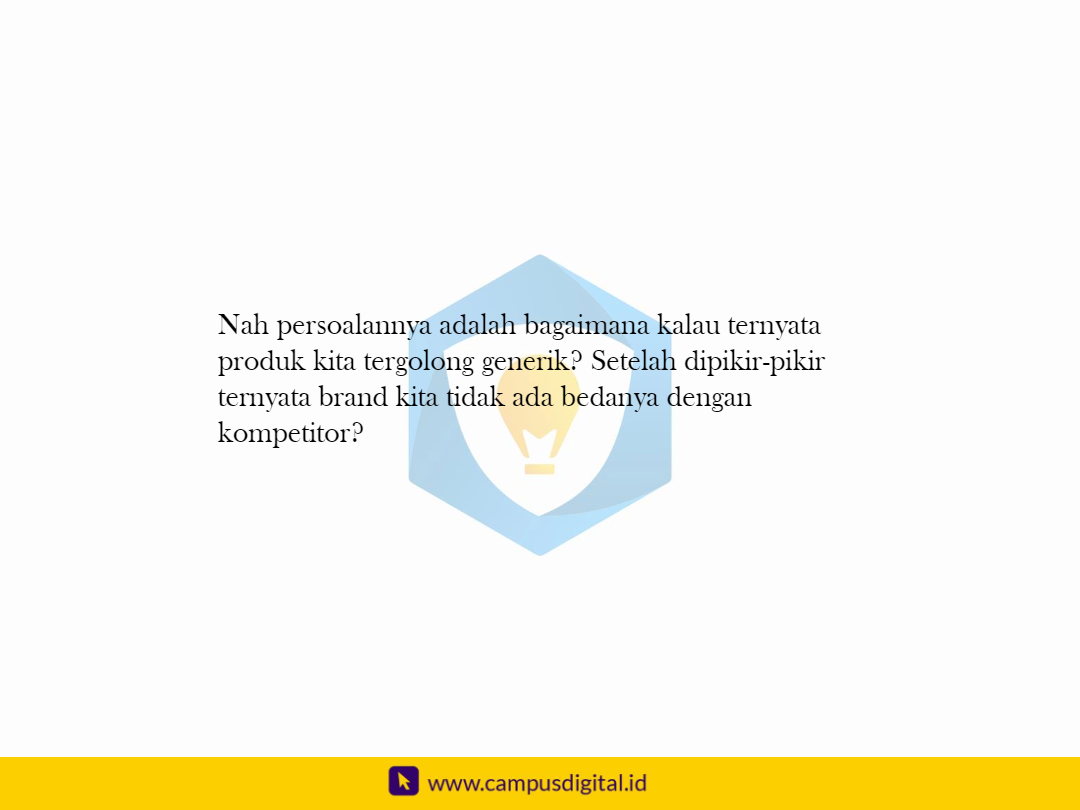 Nah persoalannya adalah bagaimana kalau ternyata
produk kita tergolong generik? Setelah dipikir-pikir
ternyata brand kita tidak ada bedanya dengan
kompetitor?
www.campusdigital.id